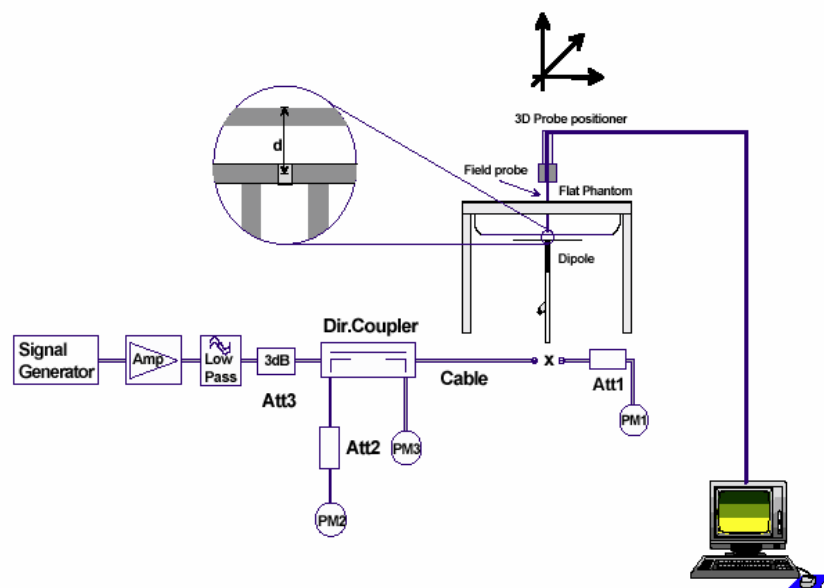 d
3D Probe positioner
Field probe
Flat Phantom
Dipole
Signal
Generator
Amp
Low
Pass
3dB
Att3
Dir.Coupler
Cable
x
Att1
PM1
Att2
PM3
PM2